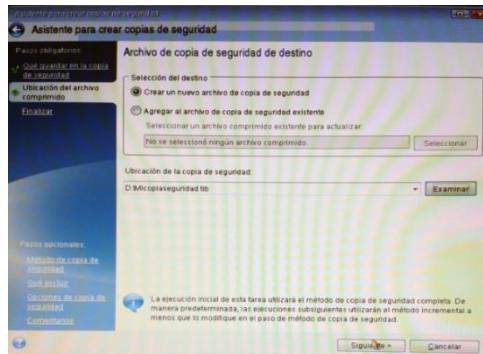 Asistente para crear copias de seguridad
Asistente para crear copias de seguridad
Pasos obligatorios:
Qué guardar en la copia
de seguridad
Ubicación del archivo
comprimido
Finalizar
Archivo de copia de seguridad de destino
Selección del destino
Crear un nuevo archivo de copia de seguridad
Agregar al archivo de copia de seguridad existente
Seleccionar un archivo comprimido existente para actualizar:
No se seleccionó ningún archivo comprimido.
Seleccionar
Ubicación de la copia de seguridad:
D:\Micopiaseguridad.tib
Examinar
Pasos opcionales:
Método de copia de
seguridad
Qué excluir
Opciones de copia de
seguridad
Comentarios
La ejecución inicial de esta tarea utilizará el método de copia de seguridad completa. De
manera predeterminada, las ejecuciones subsiguientes utilizarán el método incremental a
menos que lo modifique en el paso de método de copia de seguridad.
Siguiente >
Cancelar